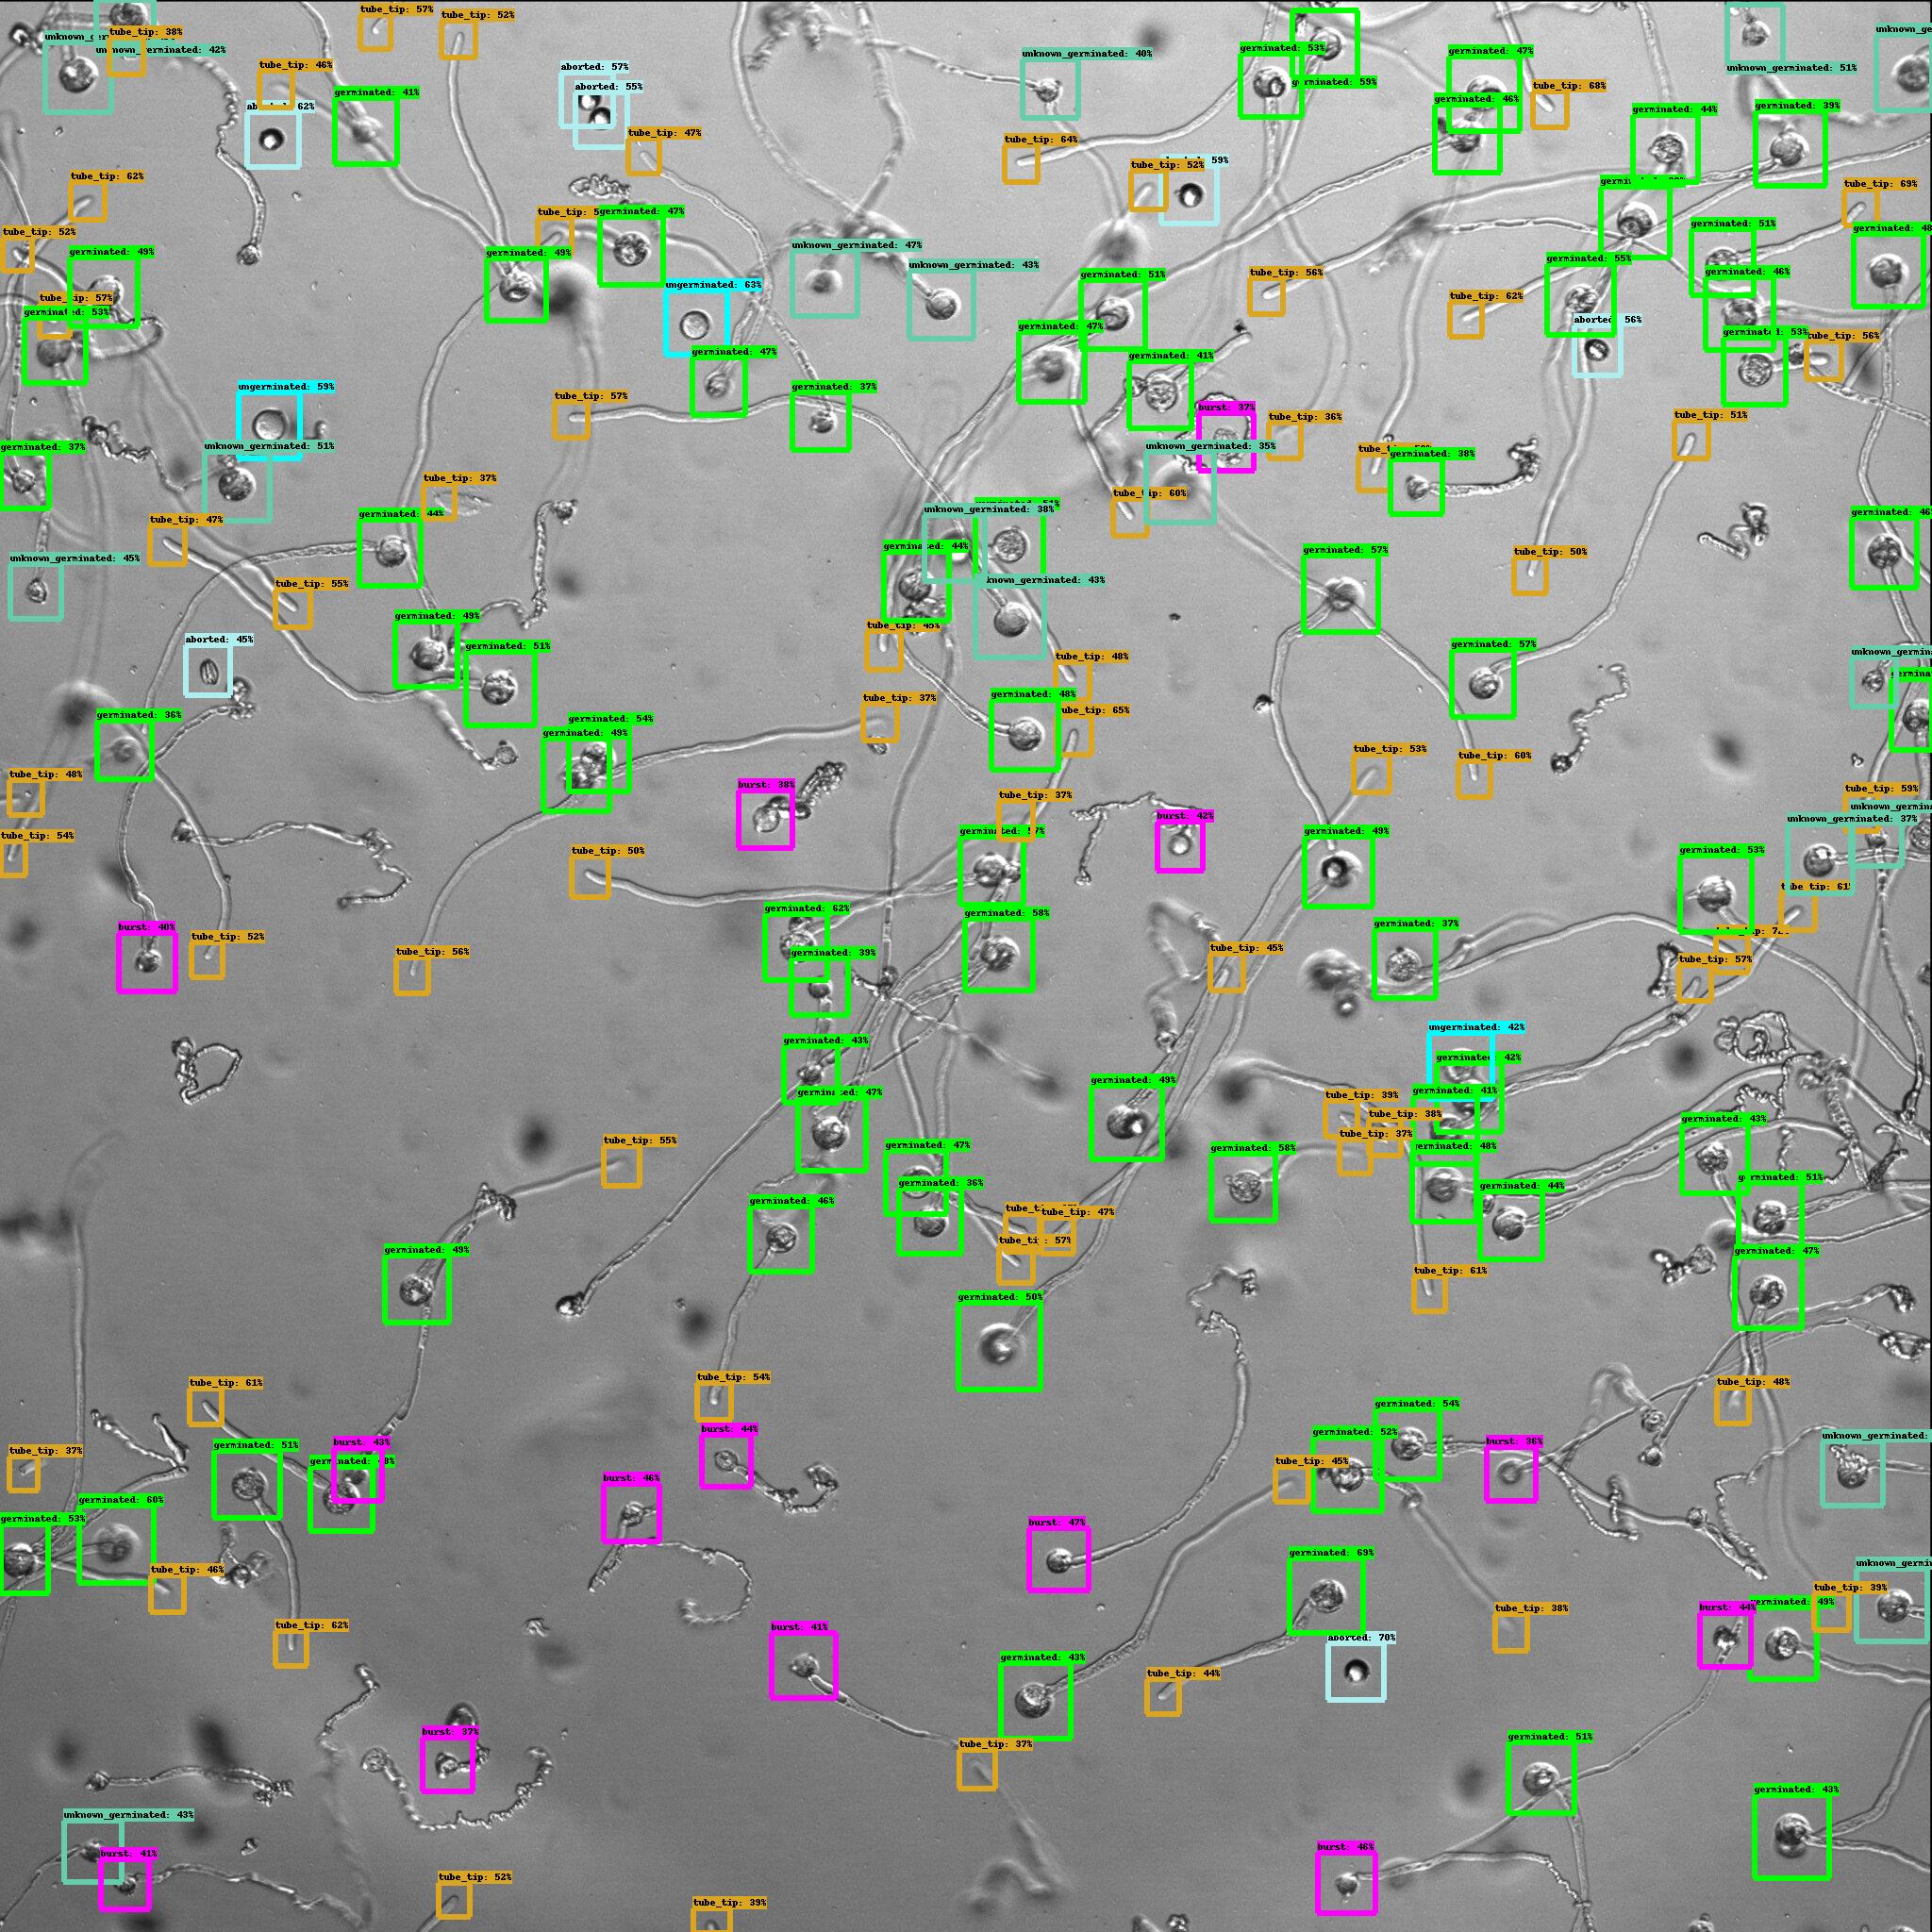 tube_tip: 57%
tube_tip: 52%
tube_tip: 38%
unknown_germinated: 42%
unknown_germinated: 40%
germinated: 53%
germinated: 47%
tube_tip: 46%
germinated: 41%
aborted: 57%
aborted: 55%
germinated: 59%
unknown_germinated: 51%
tube_tip: 68%
germinated: 46%
germinated: 44%
germinated: 39%
tube_tip: 47%
tube_tip: 64%
tube_tip: 52%
tube_tip: 62%
tube_tip: 69%
germinated: 47%
tube_tip: 52%
germinated: 49%
germinated: 49%
unknown_germinated: 47%
unknown_germinated: 43%
germinated: 51%
germinated: 51%
germinated: 55%
germinated: 46%
tube_tip: 56%
ungerminated: 63%
tube_tip: 62%
germinated: 53%
aborted: 56%
germinated: 47%
germinated: 53%
tube_tip: 56%
germinated: 47%
germinated: 41%
ungerminated: 59%
germinated: 37%
tube_tip: 57%
burst: 37%
tube_tip: 36%
tube_tip: 51%
germinated: 37%
unknown_germinated: 51%
unknown_germinated: 35%
germinated: 38%
tube_tip: 37%
tube_tip: 60%
germinated: 44%
unknown_germinated: 38%
tube_tip: 47%
germinated: 44%
germinated: 57%
tube_tip: 50%
unknown_germinated: 45%
unknown_germinated: 43%
tube_tip: 55%
germinated: 49%
tube_tip: 45%
aborted: 45%
germinated: 51%
tube_tip: 48%
germinated: 57%
germinated: 48%
tube_tip: 37%
tube_tip: 65%
germinated: 36%
germinated: 54%
germinated: 49%
tube_tip: 53%
tube_tip: 60%
tube_tip: 48%
burst: 38%
tube_tip: 37%
tube_tip: 59%
burst: 42%
unknown_germinated: 37%
tube_tip: 54%
germinated: 57%
germinated: 49%
tube_tip: 50%
germinated: 53%
germinated: 62%
germinated: 58%
burst: 40%
germinated: 37%
tube_tip: 52%
tube_tip: 56%
germinated: 39%
tube_tip: 45%
tube_tip: 57%
ungerminated: 42%
germinated: 43%
germinated: 42%
germinated: 49%
germinated: 47%
germinated: 41%
tube_tip: 39%
tube_tip: 38%
germinated: 43%
tube_tip: 37%
tube_tip: 55%
germinated: 47%
germinated: 58%
germinated: 48%
germinated: 36%
germinated: 44%
germinated: 51%
germinated: 46%
tube_tip: 47%
tube_tip: 57%
germinated: 49%
germinated: 47%
tube_tip: 61%
germinated: 50%
tube_tip: 61%
tube_tip: 54%
tube_tip: 48%
germinated: 54%
burst: 44%
germinated: 52%
burst: 36%
germinated: 51%
burst: 43%
tube_tip: 37%
tube_tip: 45%
burst: 46%
germinated: 60%
germinated: 53%
burst: 47%
germinated: 69%
tube_tip: 46%
tube_tip: 39%
germinated: 49%
burst: 44%
tube_tip: 38%
tube_tip: 62%
burst: 41%
aborted: 70%
germinated: 43%
tube_tip: 44%
burst: 37%
germinated: 51%
tube_tip: 37%
germinated: 43%
unknown_germinated: 43%
burst: 41%
burst: 46%
tube_tip: 52%
tube_tip: 39%